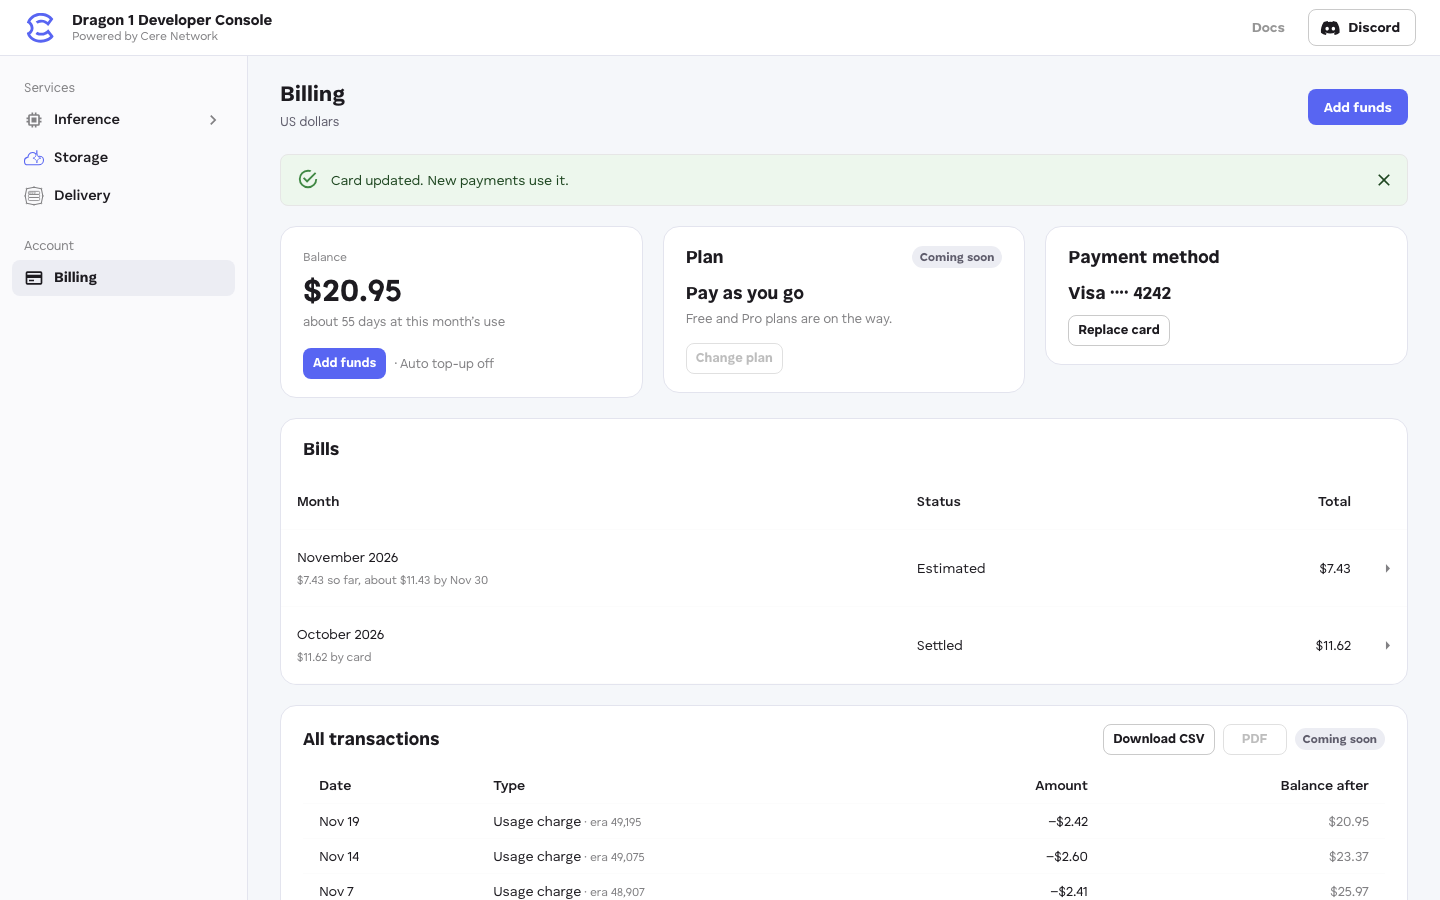 Dragon 1 Developer Console
Powered by Cere Network
Docs
Discord
Services
Inference
Storage
Delivery
Account
Billing
Billing
US dollars
Add funds
Card updated. New payments use it.
Balance
$20.95
about 55 days at this month's use
Add funds · Auto top-up off
Plan
Coming soon
Pay as you go
Free and Pro plans are on the way.
Change plan
Payment method
Visa •••• 4242
Replace card
Bills
Month Status Total
November 2026
$7.43 so far, about $11.43 by Nov 30
Estimated $7.43
October 2026
$11.62 by card
Settled $11.62
All transactions
Download CSV PDF Coming soon
Date Type Amount Balance after
Nov 19 Usage charge · era 49,195 −$2.42 $20.95
Nov 14 Usage charge · era 49,075 −$2.60 $23.37
Nov 7 Usage charge · era 48,907 −$2.41 $25.97